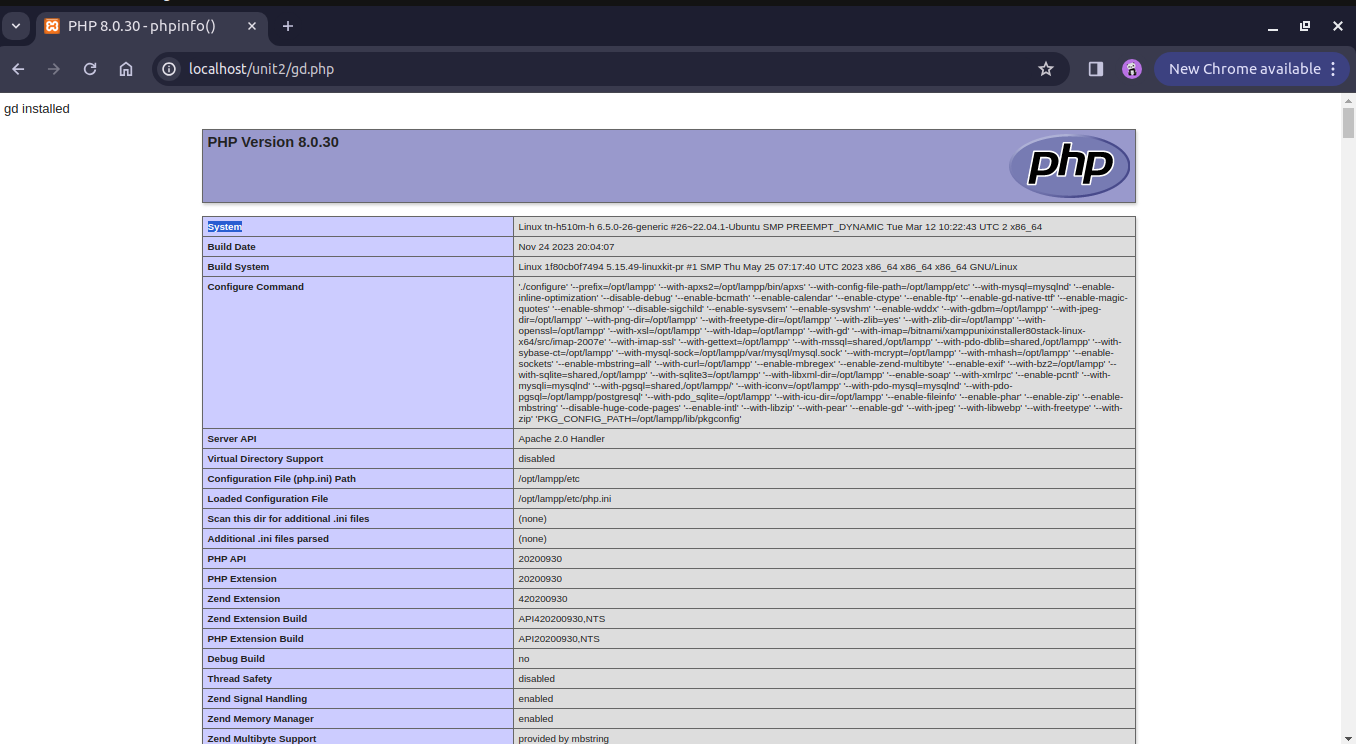 PHP 8.0.30 - phpinfo()
localhost/unit2/gd.php
New Chrome available
gd installed
PHP Version 8.0.30
php
System Linux tn-h510m-h 6.5.0-26-generic #26~22.04.1-Ubuntu SMP PREEMPT_DYNAMIC Tue Mar 12 10:22:43 UTC 2 x86_64
Build Date Nov 24 2023 20:04:07
Build System Linux 1f80cb0f7494 5.15.49-linuxkit-pr #1 SMP Thu May 25 07:17:40 UTC 2023 x86_64 x86_64 x86_64 GNU/Linux
Configure Command './configure' '--prefix=/opt/lampp' '--with-apxs2=/opt/lampp/bin/apxs' '--with-config-file-path=/opt/lampp/etc' '--with-mysql=mysqlnd' '--enable-
inline-optimization' '--disable-debug' '--enable-bcmath' '--enable-calendar' '--enable-ctype' '--enable-ftp' '--enable-gd-native-ttf' '--enable-magic-
quotes' '--enable-shmop' '--disable-sigchild' '--enable-sysvsem' '--enable-sysvshm' '--enable-wddx' '--with-gdbm=/opt/lampp' '--with-jpeg-
dir=/opt/lampp' '--with-png-dir=/opt/lampp' '--with-freetype-dir=/opt/lampp' '--with-zlib=yes' '--with-zlib-dir=/opt/lampp' '--with-
openssl=/opt/lampp' '--with-xsl=/opt/lampp' '--with-ldap=/opt/lampp' '--with-gd' '--with-imap=/bitnami/xamppunixinstaller80stack-linux-
x64/src/imap-2007e' '--with-imap-ssl' '--with-gettext=/opt/lampp' '--with-mssql=shared,/opt/lampp' '--with-pdo-dblib=shared,/opt/lampp' '--with-
sybase-ct=/opt/lampp' '--with-mysql-sock=/opt/lampp/var/mysql/mysql.sock' '--with-mcrypt=/opt/lampp' '--with-mhash=/opt/lampp' '--enable-
sockets' '--enable-mbstring=all' '--with-curl=/opt/lampp' '--enable-mbregex' '--enable-zend-multibyte' '--enable-exif' '--with-bz2=/opt/lampp' '--
with-sqlite=shared,/opt/lampp' '--with-sqlite3=/opt/lampp' '--with-libxml-dir=/opt/lampp' '--enable-soap' '--with-xmlrpc' '--enable-pcntl' '--with-
mysqli=mysqlnd' '--with-pgsql=shared,/opt/lampp/' '--with-iconv=/opt/lampp' '--with-pdo-mysql=mysqlnd' '--with-pdo-
pgsql=/opt/lampp/postgresql' '--with-pdo_sqlite=/opt/lampp' '--with-icu-dir=/opt/lampp' '--enable-fileinfo' '--enable-phar' '--enable-zip' '--enable-
mbstring' '--disable-huge-code-pages' '--enable-intl' '--with-libzip' '--with-pear' '--enable-gd' '--with-jpeg' '--with-libwebp' '--with-freetype' '--with-
zip' 'PKG_CONFIG_PATH=/opt/lampp/lib/pkgconfig'
Server API Apache 2.0 Handler
Virtual Directory Support disabled
Configuration File (php.ini) Path /opt/lampp/etc
Loaded Configuration File /opt/lampp/etc/php.ini
Scan this dir for additional .ini files (none)
Additional .ini files parsed (none)
PHP API 20200930
PHP Extension 20200930
Zend Extension 420200930
Zend Extension Build API420200930,NTS
PHP Extension Build API20200930,NTS
Debug Build no
Thread Safety disabled
Zend Signal Handling enabled
Zend Memory Manager enabled
Zend Multibyte Support provided by mbstring